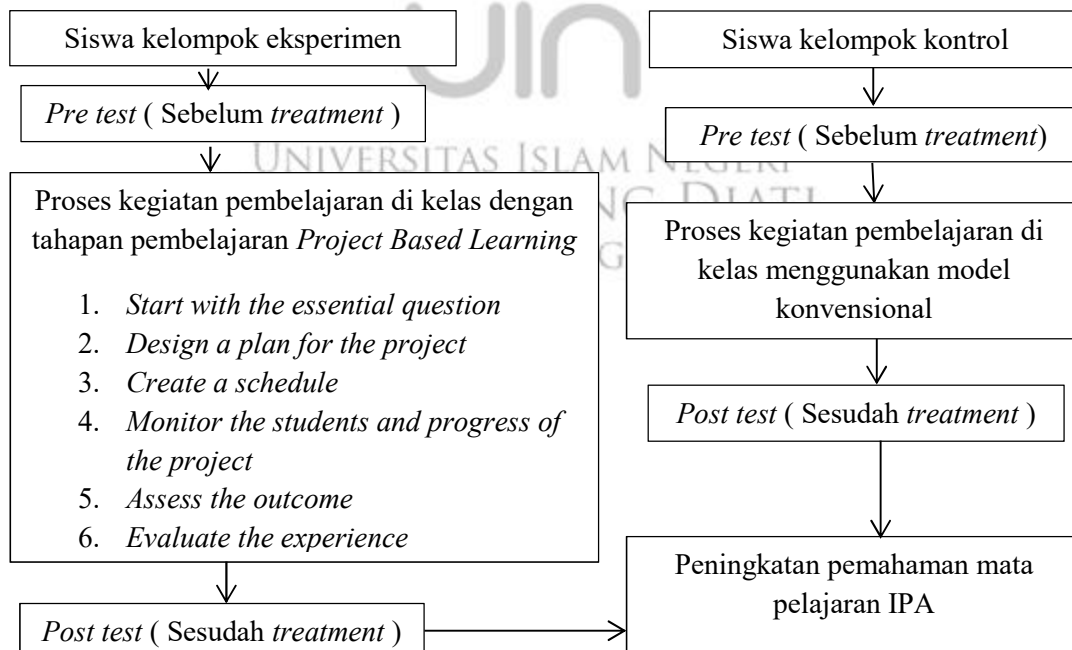 Siswa kelompok eksperimen
Pre test ( Sebelum treatment )
Proses kegiatan pembelajaran di kelas dengan
tahapan pembelajaran Project Based Learning
1. Start with the essential question
2. Design a plan for the project
3. Create a schedule
4. Monitor the students and progress of
the project
5. Assess the outcome
6. Evaluate the experience
Post test ( Sesudah treatment )
Siswa kelompok kontrol
Pre test ( Sebelum treatment)
Proses kegiatan pembelajaran di
kelas menggunakan model
konvensional
Post test ( Sesudah treatment )
Peningkatan pemahaman mata
pelajaran IPA
uin
UNIVERSITAS ISLAM NEGERI